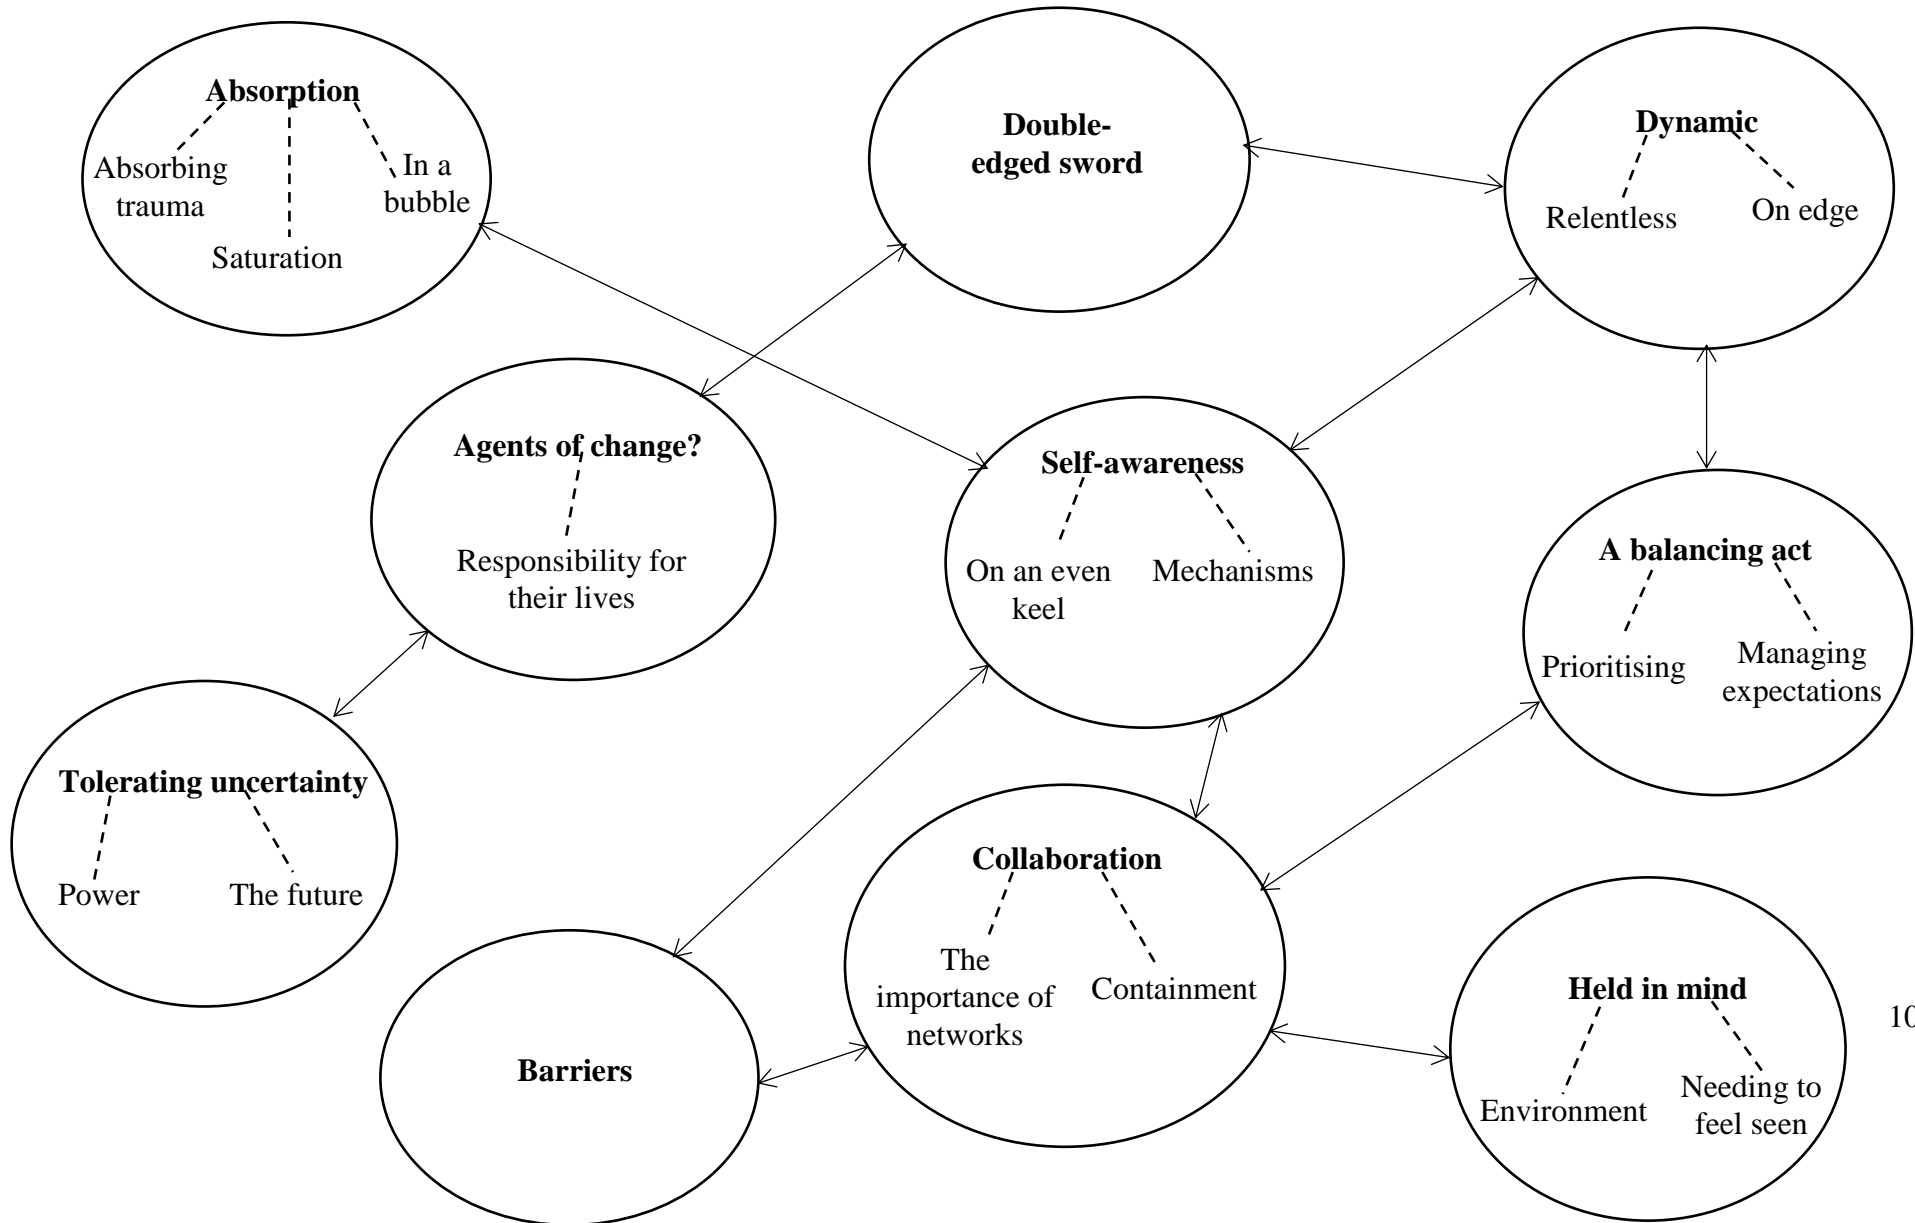 Absorption
Absorbing
trauma
Saturation
In a
bubble
Double-
edged sword
Dynamic
Relentless
On edge
Agents of change?
Responsibility for
their lives
Self-awareness
On an even
keel
Mechanisms
A balancing act
Prioritising
Managing
expectations
Tolerating uncertainty
Power
The future
Collaboration
The
importance of
networks
Containment
Held in mind
Environment
Needing to
feel seen
Barriers
10